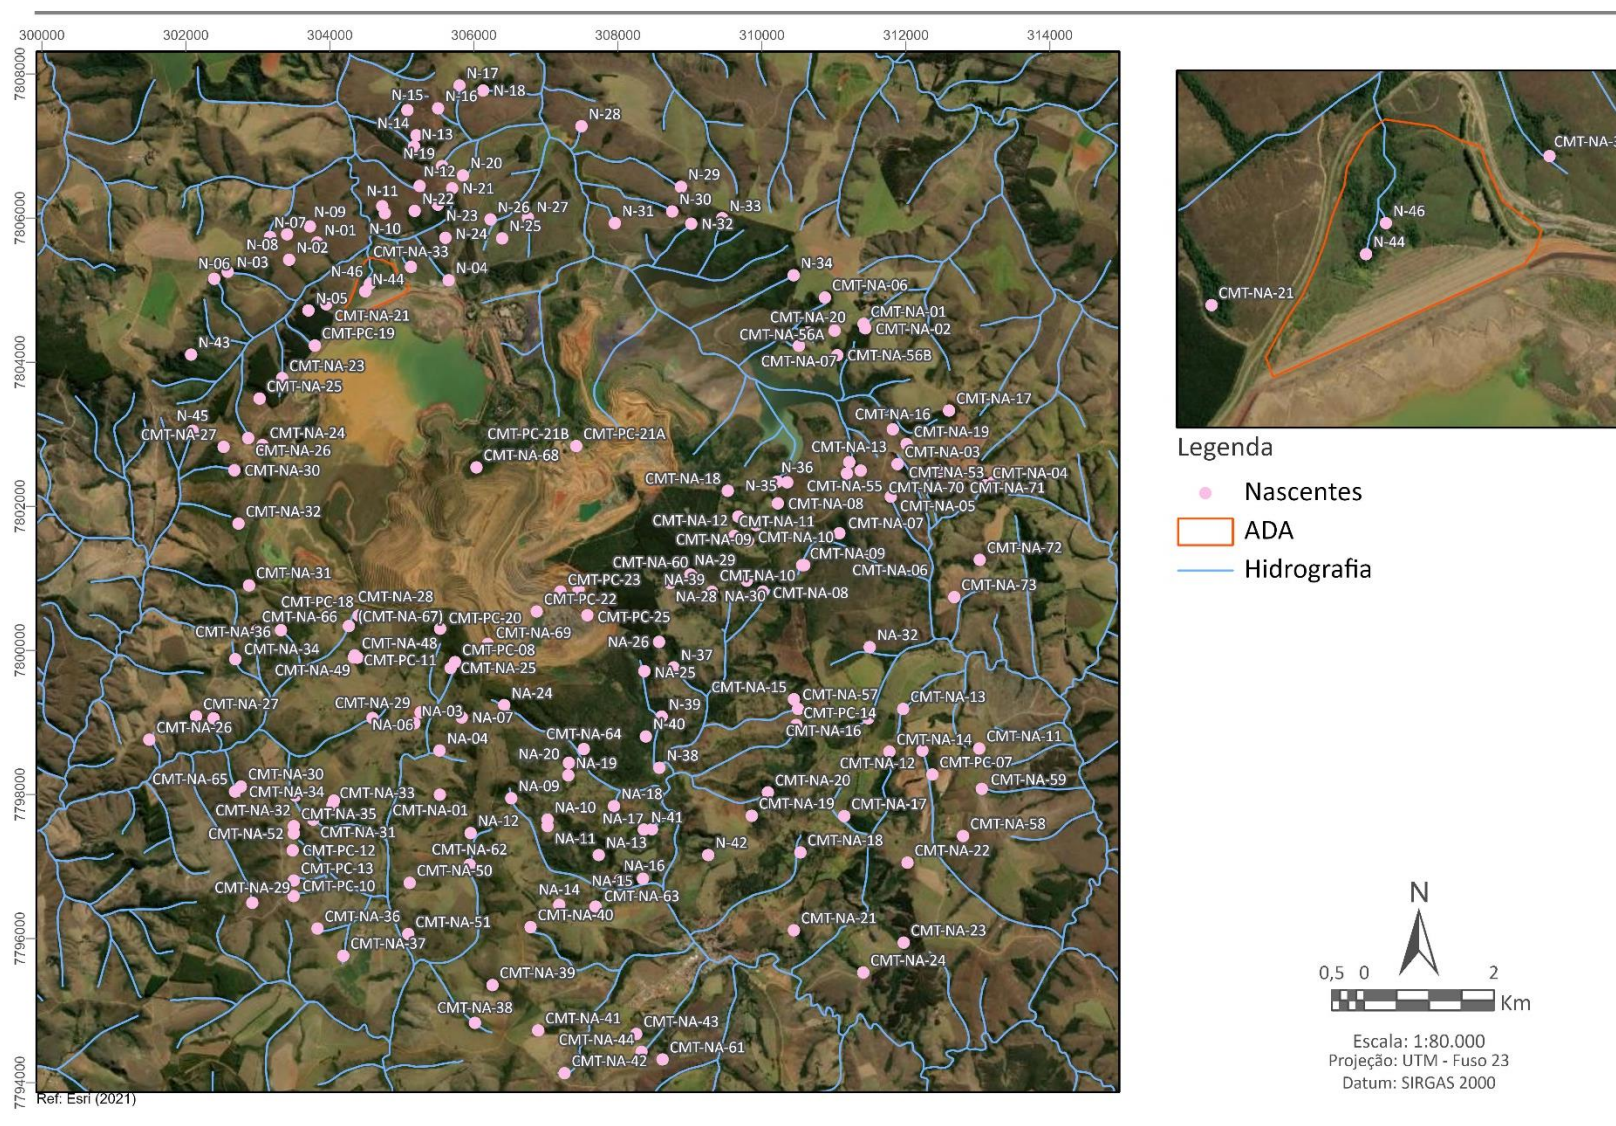 300000 302000 304000 306000 308000 310000 312000 314000
7808000
7806000
7804000
7802000
7800000
7798000
7796000
7794000
N-17
N-15
N-16
N-18
N-14
N-13
N-28
N-19
N-20
N-12
N-29
N-11
N-22
N-21
N-30
N-09
N-26
N-27
N-31
N-33
N-07
N-23
N-01
N-10
N-25
N-32
N-08
N-02
N-24
CMT-NA-33
N-06
N-03
N-46
N-44
N-04
N-34
CMT-NA-06
N-05
CMT-NA-21
CMT-NA-01
CMT-NA-20
CMT-PC-19
CMT-NA-02
CMT-NA-56A
N-43
CMT-NA-07
CMT-NA-56B
CMT-NA-23
CMT-NA-25
CMT-NA-17
N-45
CMT-NA-16
CMT-NA-27
CMT-NA-24
CMT-PC-21B
CMT-PC-21A
CMT-NA-19
CMT-NA-26
CMT-NA-68
CMT-NA-13
CMT-NA-03
CMT-NA-30
N-36
CMT-NA-53
CMT-NA-04
CMT-NA-18
N-35
CMT-NA-55
CMT-NA-70
CMT-NA-71
CMT-NA-32
CMT-NA-08
CMT-NA-05
CMT-NA-12
CMT-NA-11
CMT-NA-07
CMT-NA-09
CMT-NA-10
CMT-NA-72
CMT-NA-60
NA-29
CMT-NA-09
CMT-NA-31
CMT-PC-23
NA-39
CMT-NA-10
CMT-NA-06
CMT-NA-73
CMT-PC-18
CMT-NA-28
CMT-PC-22
NA-28
NA-30
CMT-NA-08
CMT-NA-66
(CMT-NA-67)
CMT-PC-20
CMT-PC-25
CMT-NA-36
CMT-NA-69
CMT-NA-34
CMT-NA-48
CMT-PC-08
NA-26
NA-32
CMT-NA-49
CMT-PC-11
CMT-NA-25
N-37
NA-25
CMT-NA-27
CMT-NA-29
NA-03
NA-24
CMT-NA-15
CMT-NA-57
CMT-NA-13
CMT-NA-26
NA-06
NA-07
N-39
CMT-PC-14
NA-04
CMT-NA-64
N-40
CMT-NA-16
CMT-NA-14
CMT-NA-11
NA-20
NA-19
N-38
CMT-NA-12
CMT-PC-07
CMT-NA-65
CMT-NA-30
CMT-NA-20
CMT-NA-59
CMT-NA-34
CMT-NA-33
NA-09
CMT-NA-32
CMT-NA-35
CMT-NA-01
NA-10
NA-18
CMT-NA-19
CMT-NA-17
CMT-NA-52
CMT-NA-31
NA-12
NA-17
N-41
CMT-NA-58
CMT-PC-12
CMT-NA-62
NA-11
NA-13
N-42
CMT-NA-18
CMT-NA-22
CMT-PC-13
CMT-NA-50
NA-16
CMT-NA-29
CMT-PC-10
NA-14
NA-15
CMT-NA-63
CMT-NA-36
CMT-NA-51
CMT-NA-40
CMT-NA-21
CMT-NA-37
CMT-NA-23
CMT-NA-39
CMT-NA-24
CMT-NA-38
CMT-NA-41
CMT-NA-43
CMT-NA-44
CMT-NA-61
CMT-NA-42
Ref: Esri (2021)
CMT-NA-3
N-46
N-44
CMT-NA-21
Legenda
Nascentes
ADA
Hidrografia
N
0,5 0 2
Km
Escala: 1:80.000
Projeção: UTM - Fuso 23
Datum: SIRGAS 2000